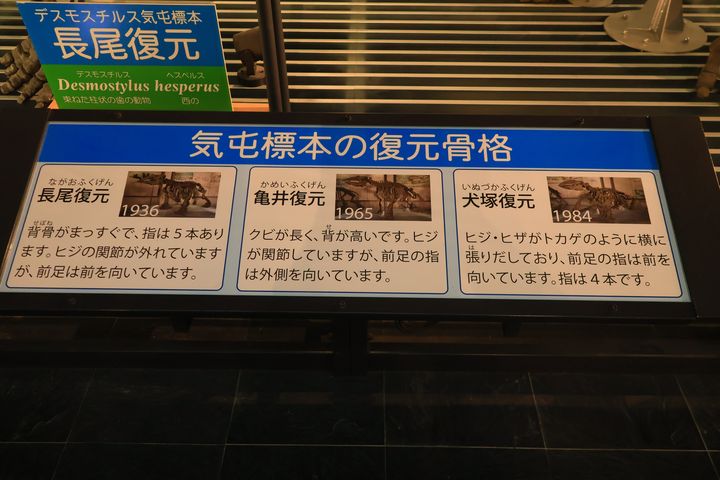 デスモスチルス気屯標本
長尾復元
デスモスチルス ヘスペルス
Desmostylus hesperus
束ねた柱状の歯の動物 西の
気屯標本の復元骨格
ながおふくげん
長尾復元
1936
せぼね
背骨がまっすぐで、指は5本あり
ます。ヒジの関節が外れています
が、前足は前を向いています。
かめいふくげん
亀井復元
1965
せ
クビが長く、背が高いです。ヒジ
が関節していますが、前足の指
は外側を向いています。
いぬづかふくげん
犬塚復元
1984
ヒジ・ヒザがトカゲのように横に
は
張りだしており、前足の指は前を
向いています。指は4本です。